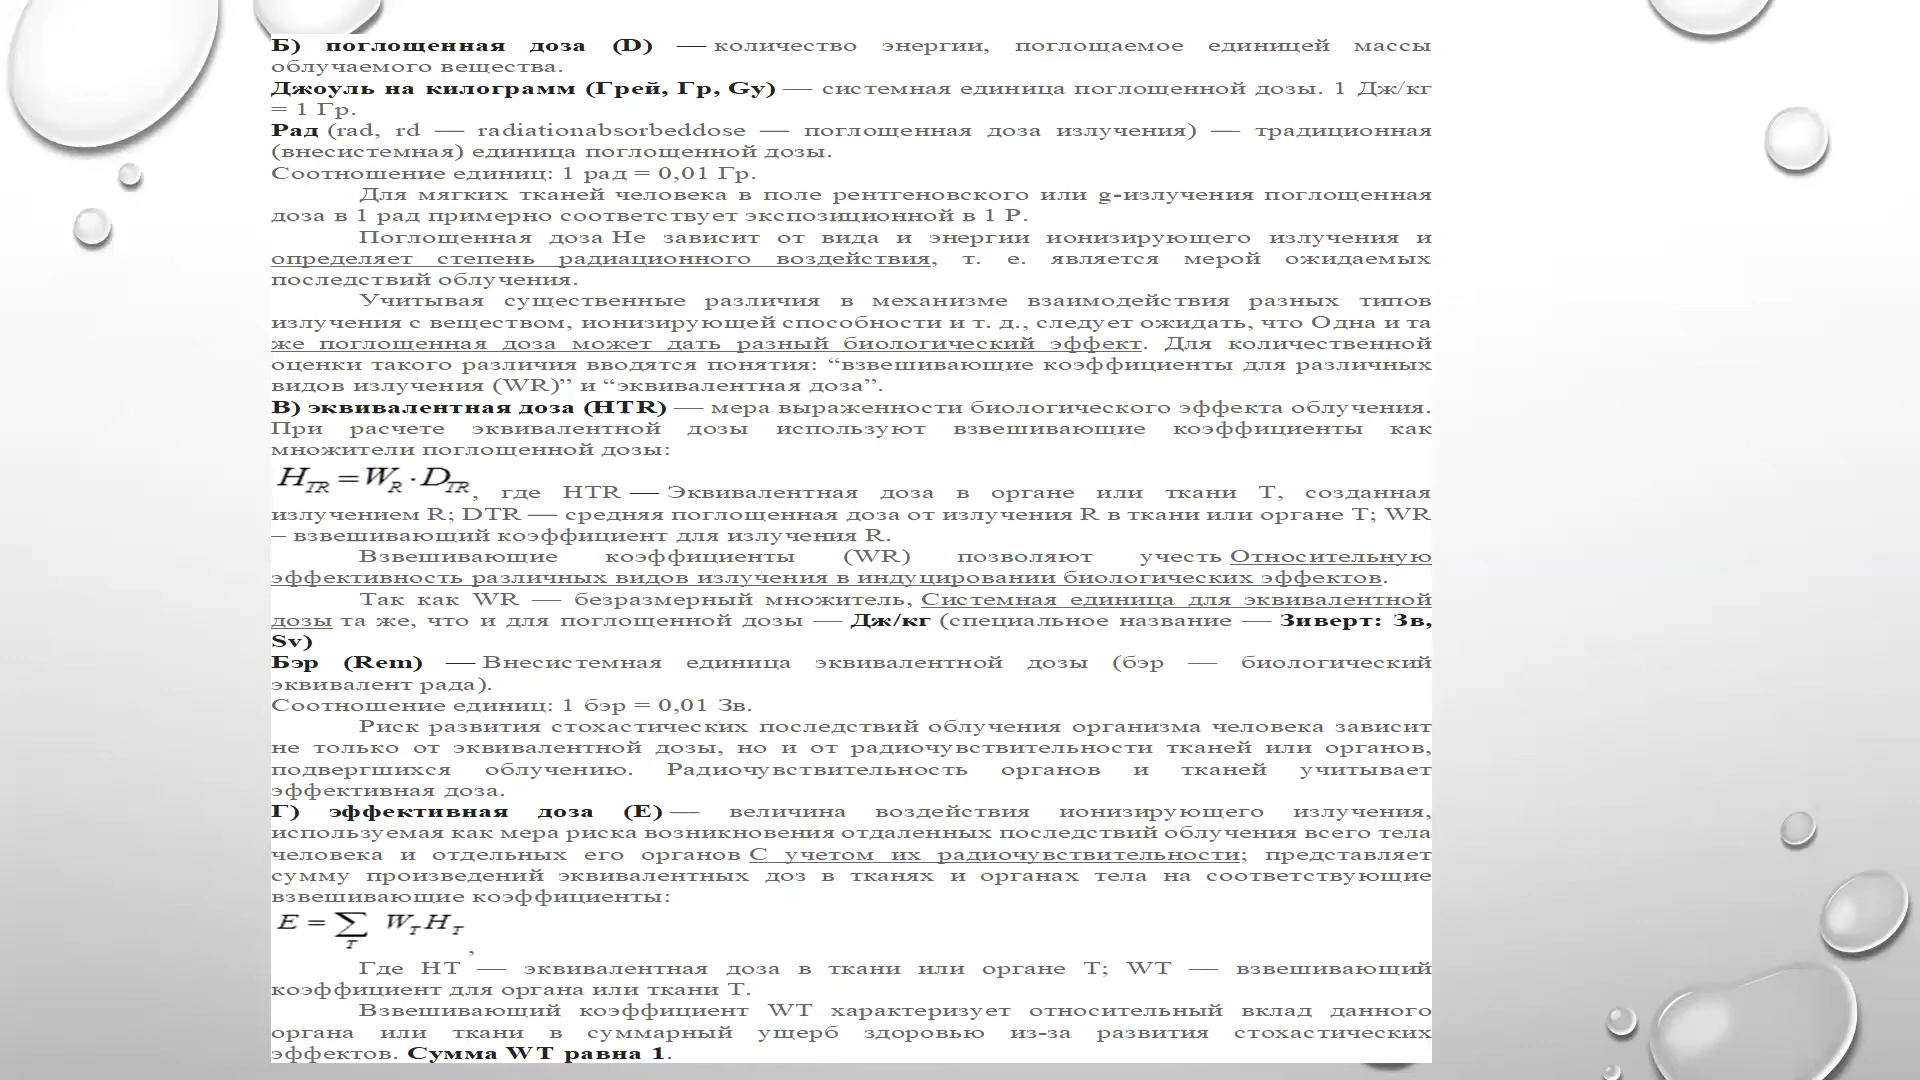 Б) поглощенная доза (D) — количество энергии, поглощаемое единицей массы
облучаемого вещества.
Джоуль на килограмм (Грей, Гр, Gy) — системная единица поглощенной дозы. 1 Дж/кг
= 1 Гр.
Рад (rad, rd — radiationabsorbeddose — поглощенная доза излучения) — традиционная
(внесистемная) единица поглощенной дозы.
Соотношение единиц: 1 рад = 0,01 Гр.
Для мягких тканей человека в поле рентгеновского или g-излучения поглощенная
доза в 1 рад примерно соответствует экспозиционной в 1 Р.
Поглощенная доза Не зависит от вида и энергии ионизирующего излучения и
определяет степень радиационного воздействия, т. е. является мерой ожидаемых
последствий облучения.
Учитывая существенные различия в механизме взаимодействия разных типов
излучения с веществом, ионизирующей способности и т. д., следует ожидать, что Одна и та
же поглощенная доза может дать разный биологический эффект. Для количественной
оценки такого различия вводятся понятия: “взвешивающие коэффициенты для различных
видов излучения (WR)” и “эквивалентная доза”.
В) эквивалентная доза (HTR) — мера выраженности биологического эффекта облучения.
При расчете эквивалентной дозы используют взвешивающие коэффициенты как
множители поглощенной дозы:
H_TR = W_R · D_TR, где HTR — Эквивалентная доза в органе или ткани Т, созданная
излучением R; DTR — средняя поглощенная доза от излучения R в ткани или органе Т; WR
– взвешивающий коэффициент для излучения R.
Взвешивающие коэффициенты (WR) позволяют учесть Относительную
эффективность различных видов излучения в индуцировании биологических эффектов.
Так как WR — безразмерный множитель, Системная единица для эквивалентной
дозы та же, что и для поглощенной дозы — Дж/кг (специальное название — Зиверт: Зв,
Sv)
Бэр (Rem) — Внесистемная единица эквивалентной дозы (бэр — биологический
эквивалент рада).
Соотношение единиц: 1 бэр = 0,01 Зв.
Риск развития стохастических последствий облучения организма человека зависит
не только от эквивалентной дозы, но и от радиочувствительности тканей или органов,
подвергшихся облучению. Радиочувствительность органов и тканей учитывает
эффективная доза.
Г) эффективная доза (Е) — величина воздействия ионизирующего излучения,
используемая как мера риска возникновения отдаленных последствий облучения всего тела
человека и отдельных его органов С учетом их радиочувствительности; представляет
сумму произведений эквивалентных доз в тканях и органах тела на соответствующие
взвешивающие коэффициенты:
E = ∑_T W_T H_T,
Где НТ — эквивалентная доза в ткани или органе Т; WT — взвешивающий
коэффициент для органа или ткани Т.
Взвешивающий коэффициент WT характеризует относительный вклад данного
органа или ткани в суммарный ущерб здоровью из-за развития стохастических
эффектов. Сумма WT равна 1.